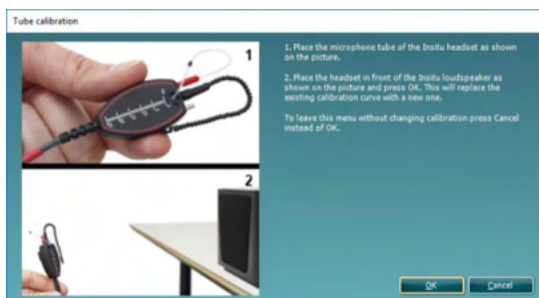 Tube calibration
1
1. Place the microphone tube of the Insitu headset as shown
on the picture.
2. Place the headset in front of the Insitu loudspeaker as
shown on the picture and press OK. This will replace the
existing calibration curve with a new one.
To leave this menu without changing calibration press Cancel
instead of OK.
2
OK
Cancel